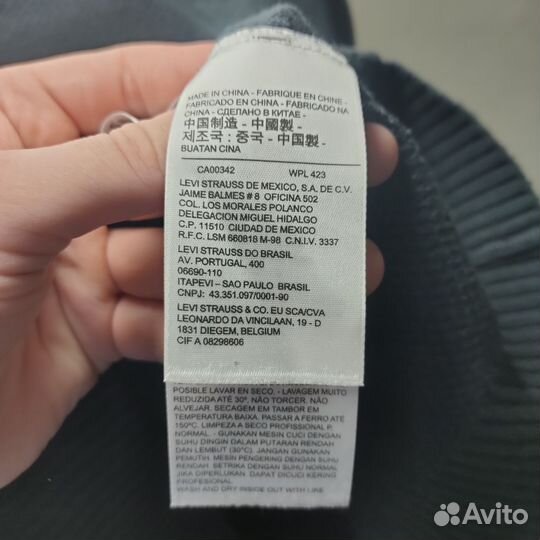 MADE IN CHINA - FABRIQUE EN CHINE -
FABRICADO EN CHINA - FABRICADO NA
CHINA - СДЕЛАНО В КИТАЕ -
中国制造 - 中國製 -
제조국 : 중국 - 中国製 -
BUATAN CINA
CA00342 WPL 423
LEVI STRAUSS DE MEXICO, S.A. DE C.V.
JAIME BALMES # 8 OFICINA 502
COL. LOS MORALES POLANCO
DELEGACION MIGUEL HIDALGO
C.P. 11510 CIUDAD DE MEXICO
R.F.C. LSM 660818 M-98 C.N.I.V. 3337
LEVI STRAUSS DO BRASIL
AV. PORTUGAL, 400
06690-110
ITAPEVI – SAO PAULO BRASIL
CNPJ: 43.351.097/0001-90
LEVI STRAUSS & CO. EU SCA/CVA
LEONARDO DA VINCILAAN, 19 - D
1831 DIEGEM, BELGIUM
CIF A 08298606
POSIBLE LAVAR EN SECO. - LAVAGEM MUITO
REDUZIDA ATÉ 30º. NÃO TORCER. NÃO
ALVEJAR. SECAGEM EM TAMBOR EM
TEMPERATURA BAIXA. PASSAR A FERRO ATÉ
150ºC. LIMPEZA A SECO PROFISSIONAL P,
NORMAL. - GUNAKAN MESIN CUCI DENGAN
SUHU DINGIN DALAM PUTARAN RENDAH
DAN LEMBUT (30°C). JANGAN GUNAKAN
PEMUTIH. MESIN PENGERING DENGAN SUHU
RENDAH. SETRIKA DENGAN SUHU RENDAH.
JIKA DIPERLUKAN DAPAT DICUCI KERING
PROFESIONAL
WASH AND DRY INSIDE OUT WITH LIKE
Avito